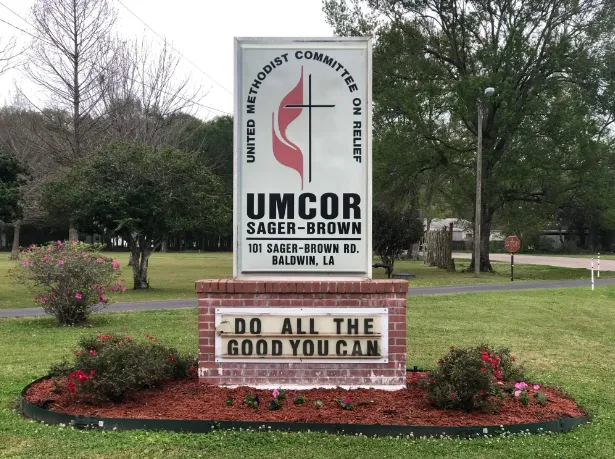 UNITED METHODIST COMMITTEE ON RELIEF
UMCOR
SAGER-BROWN
101 SAGER-BROWN RD.
BALDWIN, LA
DO ALL THE
GOOD YOU CAN